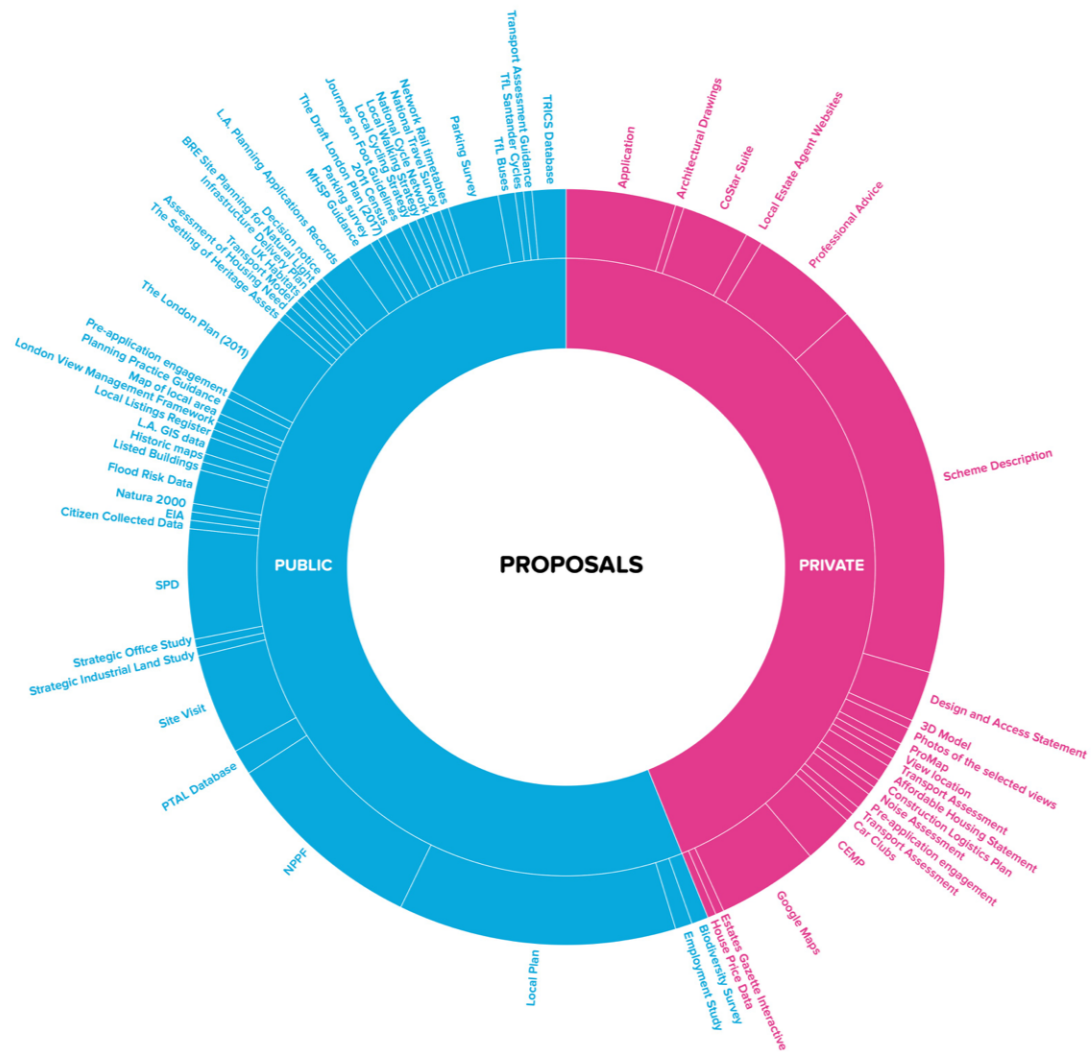 PROPOSALS
PUBLIC
PRIVATE
Application
Architectural Drawings
CoStar Suite
Local Estate Agent Websites
Professional Advice
Scheme Description
Design and Access Statement
3D Model
Photos of the selected views
ProMap
View location
Transport Assessment
Affordable Housing Statement
Construction Logistics Plan
Noise Assessment
Pre-application engagement
Transport Assessment
Car Clubs
CEMP
Google Maps
Estates Gazette Interactive
House Price Data
Biodiversity Survey
Employment Study
Local Plan
NPPF
PTAL Database
Site Visit
Strategic Industrial Land Study
Strategic Office Study
SPD
Citizen Collected Data
EIA
Natura 2000
Flood Risk Data
Listed Buildings
Historic maps
L.A. GIS data
Local Listings Register
London View Management Framework
Map of local area
Planning Practice Guidance
Pre-application engagement
The London Plan (2011)
The Setting of Heritage Assets
Assessment of Housing Need
Transport Model
UK Habitats
Infrastructure Delivery Plan
BRE Site Planning for Natural Light
Decision notice
L.A. Planning Applications Records
MHSP Guidance
Parking survey
The Draft London Plan (2017)
2011 Census
Journeys on Foot Guidelines
Local Cycling Strategy
Local Walking Strategy
National Cycle Network
National Travel Survey
Network Rail timetables
Parking Survey
TfL Buses
TfL Santander Cycles
Transport Assessment Guidance
TRICS Database